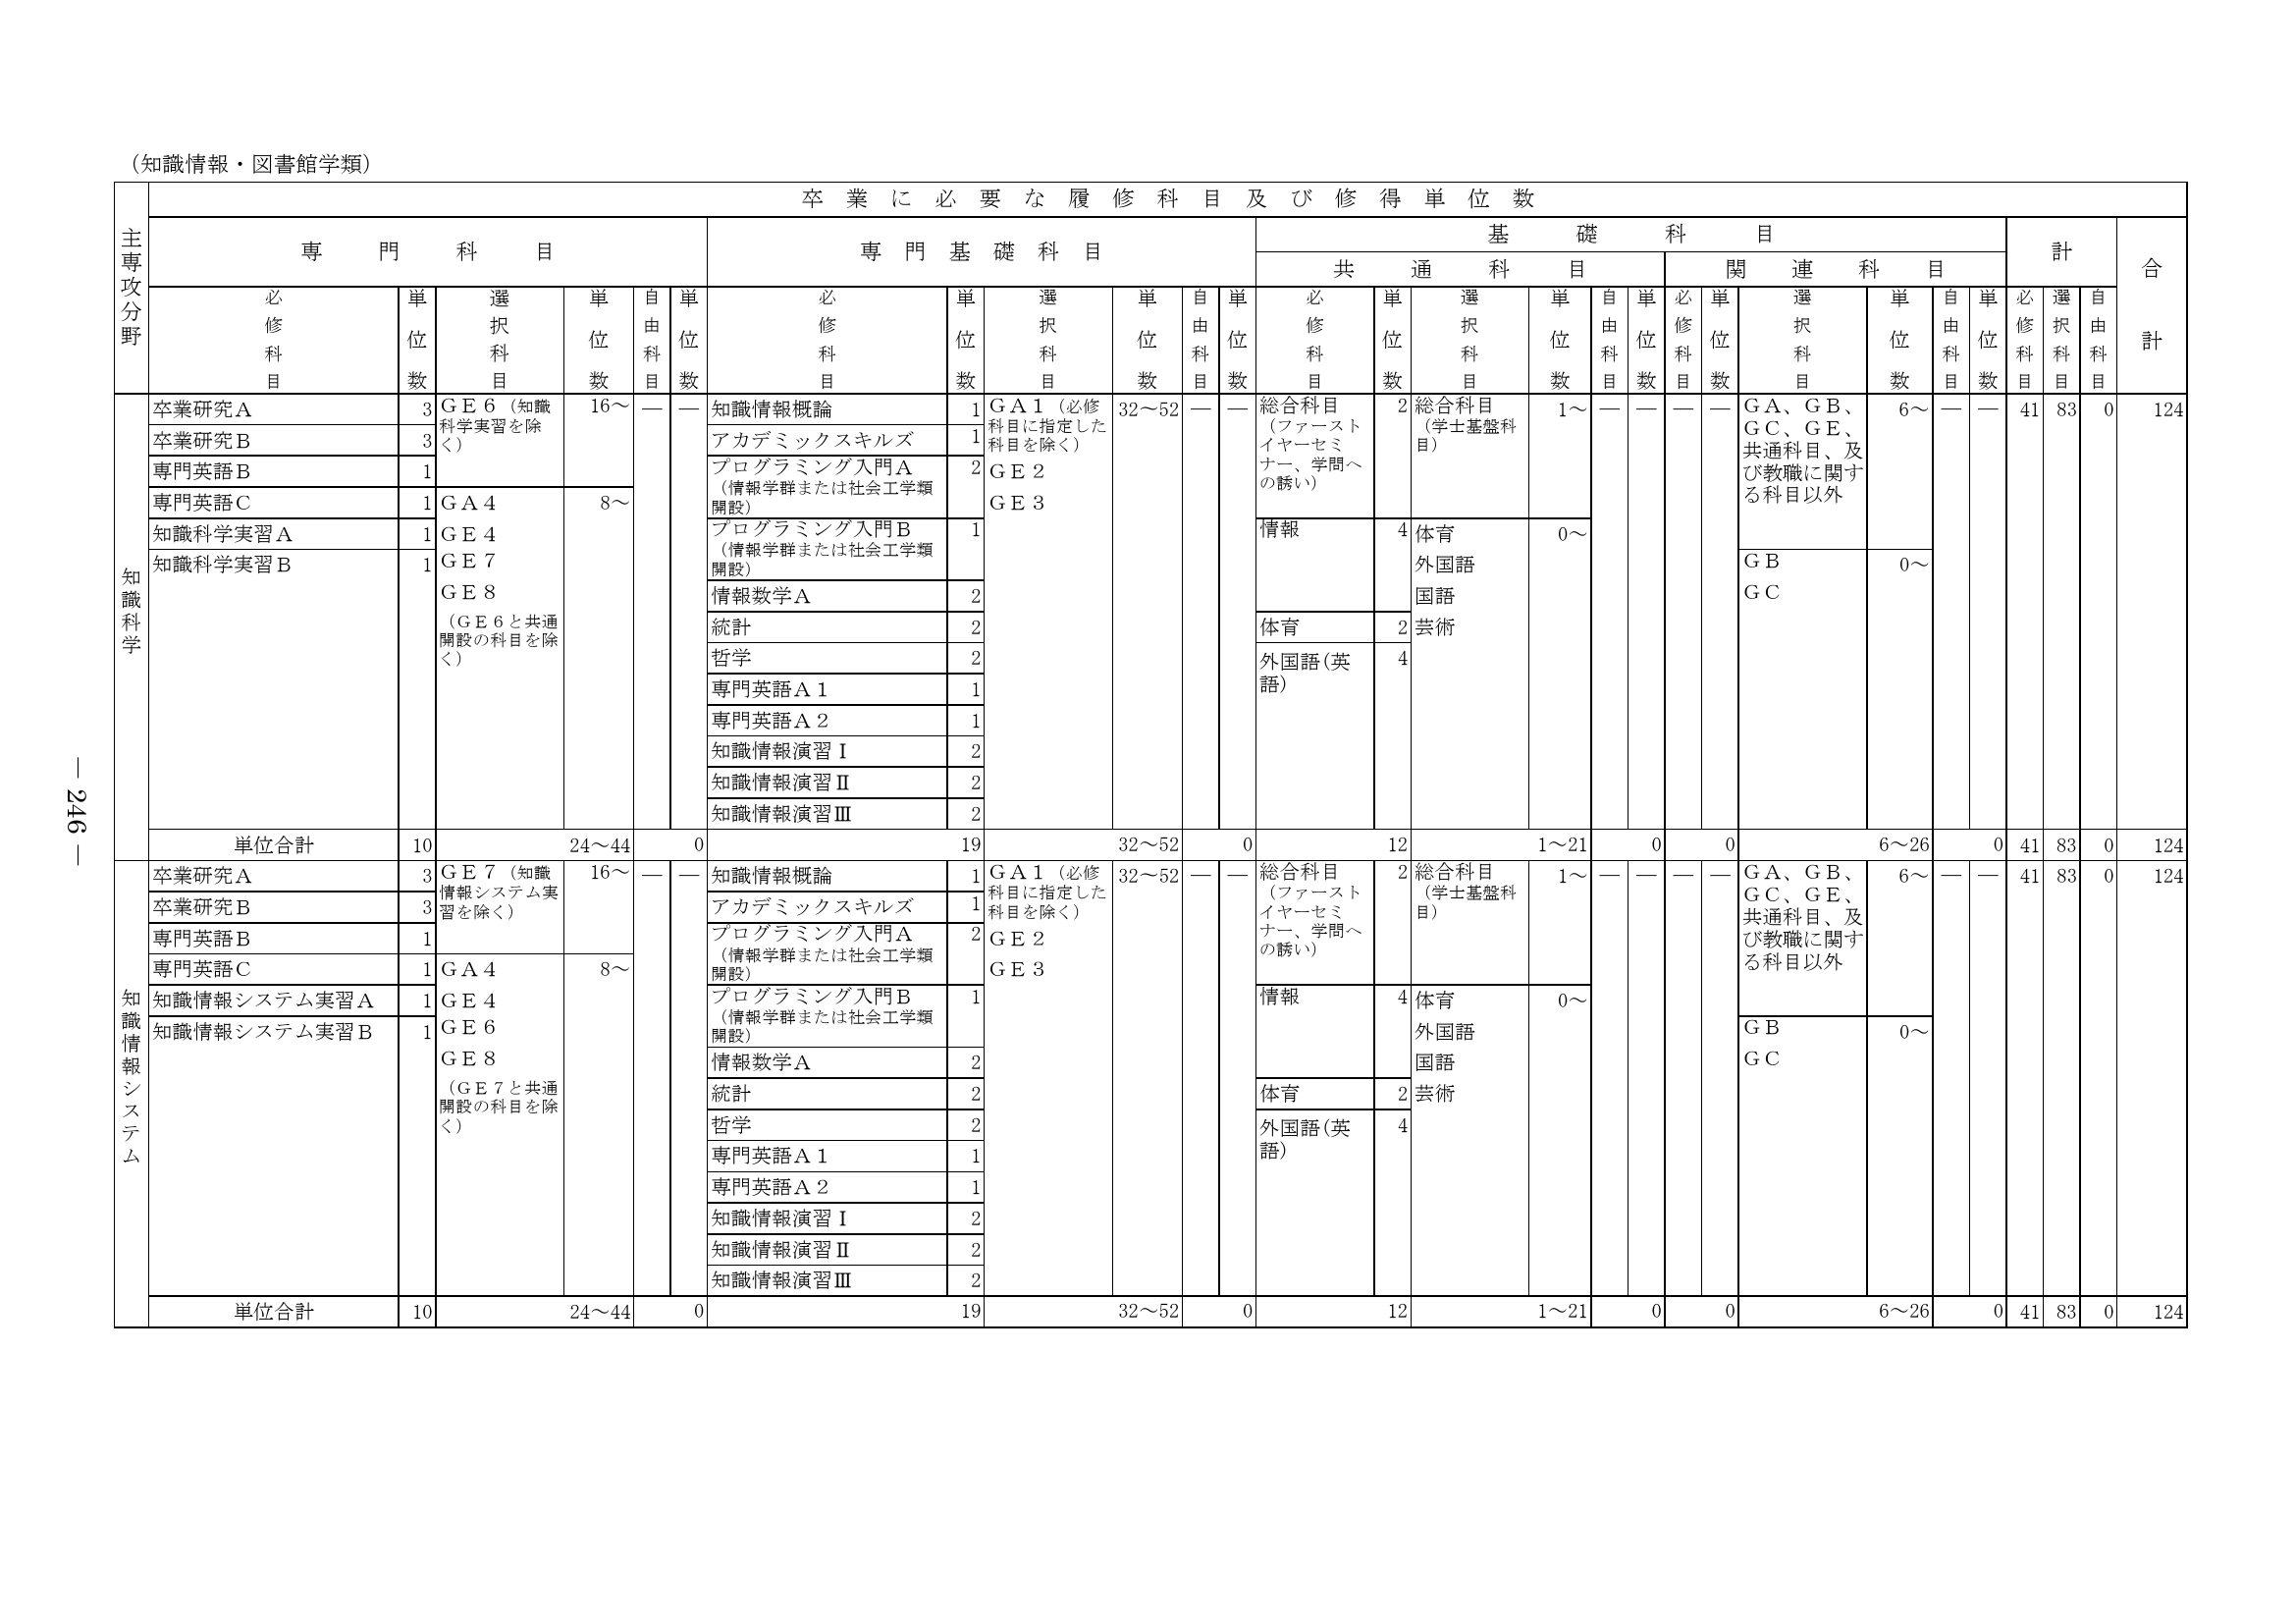 （知識情報・図書館学類）
主専攻分野
卒業に必要な履修科目及び修得単位数
専門科目
専門基礎科目
基礎科目
計
合計
共通科目
関連科目
必修科目 単位数 選択科目 単位数 自由科目 単位数 必修科目 単位数 選択科目 単位数 自由科目 単位数 必修科目 単位数 選択科目 単位数 自由科目 単位数 必修科目 単位数 選択科目 単位数 自由科目 単位数 必修科目 選択科目 自由科目
知識科学
卒業研究Ａ 3
卒業研究Ｂ 3
専門英語Ｂ 1
専門英語Ｃ 1
知識科学実習Ａ 1
知識科学実習Ｂ 1
ＧＥ６（知識 16～
科学実習を除
く）
ＧＡ４ 8～
ＧＥ４
ＧＥ７
ＧＥ８
（ＧＥ６と共通
開設の科目を除
く）
― ―
知識情報概論 1
アカデミックスキルズ 1
プログラミング入門Ａ 2
（情報学群または社会工学類
開設）
プログラミング入門Ｂ 1
（情報学群または社会工学類
開設）
情報数学Ａ 2
統計 2
哲学 2
専門英語Ａ１ 1
専門英語Ａ２ 1
知識情報演習Ⅰ 2
知識情報演習Ⅱ 2
知識情報演習Ⅲ 2
ＧＡ１（必修 32～52
科目に指定した
科目を除く）
ＧＥ２
ＧＥ３
― ―
総合科目 2
（ファースト
イヤーセミ
ナー、学問へ
の誘い）
情報 4
体育 2
外国語(英 4
語)
総合科目 1～
（学士基盤科
目）
体育 0～
外国語
国語
芸術
― ― ― ―
ＧＡ、ＧＢ、 6～
ＧＣ、ＧＥ、
共通科目、及
び教職に関す
る科目以外
ＧＢ 0～
ＧＣ
― ― 41 83 0 124
単位合計 10 24～44 0 19 32～52 0 12 1～21 0 0 6～26 0 41 83 0 124
知識情報システム
卒業研究Ａ 3
卒業研究Ｂ 3
専門英語Ｂ 1
専門英語Ｃ 1
知識情報システム実習Ａ 1
知識情報システム実習Ｂ 1
ＧＥ７（知識 16～
情報システム実
習を除く）
ＧＡ４ 8～
ＧＥ４
ＧＥ６
ＧＥ８
（ＧＥ７と共通
開設の科目を除
く）
― ―
知識情報概論 1
アカデミックスキルズ 1
プログラミング入門Ａ 2
（情報学群または社会工学類
開設）
プログラミング入門Ｂ 1
（情報学群または社会工学類
開設）
情報数学Ａ 2
統計 2
哲学 2
専門英語Ａ１ 1
専門英語Ａ２ 1
知識情報演習Ⅰ 2
知識情報演習Ⅱ 2
知識情報演習Ⅲ 2
ＧＡ１（必修 32～52
科目に指定した
科目を除く）
ＧＥ２
ＧＥ３
― ―
総合科目 2
（ファースト
イヤーセミ
ナー、学問へ
の誘い）
情報 4
体育 2
外国語(英 4
語)
総合科目 1～
（学士基盤科
目）
体育 0～
外国語
国語
芸術
― ― ― ―
ＧＡ、ＧＢ、 6～
ＧＣ、ＧＥ、
共通科目、及
び教職に関す
る科目以外
ＧＢ 0～
ＧＣ
― ― 41 83 0 124
単位合計 10 24～44 0 19 32～52 0 12 1～21 0 0 6～26 0 41 83 0 124
― 246 ―